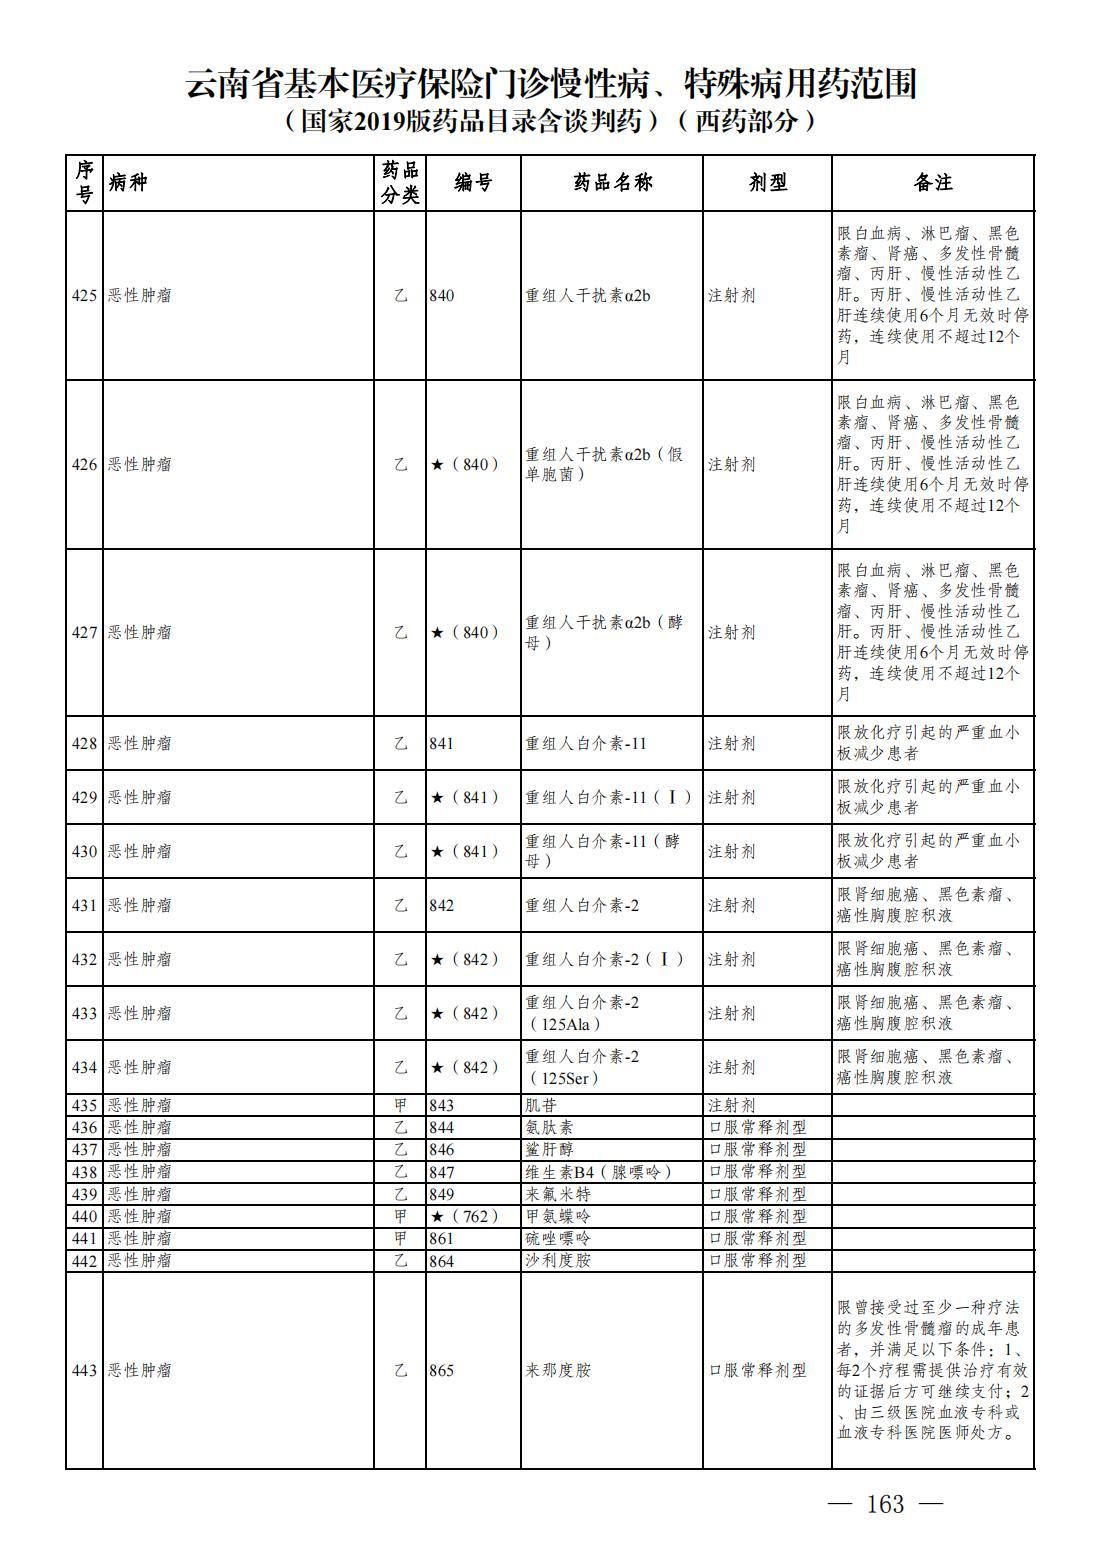 云南省基本医疗保险门诊慢性病、特殊病用药范围
（国家2019版药品目录含谈判药）（西药部分）
序号 病种 药品分类 编号 药品名称 剂型 备注
425 恶性肿瘤 乙 840 重组人干扰素α2b 注射剂 限白血病、淋巴瘤、黑色
素瘤、肾癌、多发性骨髓
瘤、丙肝、慢性活动性乙
肝。丙肝、慢性活动性乙
肝连续使用6个月无效时停
药，连续使用不超过12个
月
426 恶性肿瘤 乙 ★（840） 重组人干扰素α2b（假
单胞菌） 注射剂 限白血病、淋巴瘤、黑色
素瘤、肾癌、多发性骨髓
瘤、丙肝、慢性活动性乙
肝。丙肝、慢性活动性乙
肝连续使用6个月无效时停
药，连续使用不超过12个
月
427 恶性肿瘤 乙 ★（840） 重组人干扰素α2b（酵
母） 注射剂 限白血病、淋巴瘤、黑色
素瘤、肾癌、多发性骨髓
瘤、丙肝、慢性活动性乙
肝。丙肝、慢性活动性乙
肝连续使用6个月无效时停
药，连续使用不超过12个
月
428 恶性肿瘤 乙 841 重组人白介素-11 注射剂 限放化疗引起的严重血小
板减少患者
429 恶性肿瘤 乙 ★（841） 重组人白介素-11（Ⅰ） 注射剂 限放化疗引起的严重血小
板减少患者
430 恶性肿瘤 乙 ★（841） 重组人白介素-11（酵
母） 注射剂 限放化疗引起的严重血小
板减少患者
431 恶性肿瘤 乙 842 重组人白介素-2 注射剂 限肾细胞癌、黑色素瘤、
癌性胸腹腔积液
432 恶性肿瘤 乙 ★（842） 重组人白介素-2（Ⅰ） 注射剂 限肾细胞癌、黑色素瘤、
癌性胸腹腔积液
433 恶性肿瘤 乙 ★（842） 重组人白介素-2
（125Ala） 注射剂 限肾细胞癌、黑色素瘤、
癌性胸腹腔积液
434 恶性肿瘤 乙 ★（842） 重组人白介素-2
（125Ser） 注射剂 限肾细胞癌、黑色素瘤、
癌性胸腹腔积液
435 恶性肿瘤 甲 843 肌苷 注射剂
436 恶性肿瘤 乙 844 氨肽素 口服常释剂型
437 恶性肿瘤 乙 846 鲨肝醇 口服常释剂型
438 恶性肿瘤 乙 847 维生素B4（腺嘌呤） 口服常释剂型
439 恶性肿瘤 乙 849 来氟米特 口服常释剂型
440 恶性肿瘤 甲 ★（762） 甲氨蝶呤 口服常释剂型
441 恶性肿瘤 甲 861 硫唑嘌呤 口服常释剂型
442 恶性肿瘤 乙 864 沙利度胺 口服常释剂型
443 恶性肿瘤 乙 865 来那度胺 口服常释剂型 限曾接受过至少一种疗法
的多发性骨髓瘤的成年患
者，并满足以下条件：1、
每2个疗程需提供治疗有效
的证据后方可继续支付；2
、由三级医院血液专科或
血液专科医院医师处方。
— 163 —